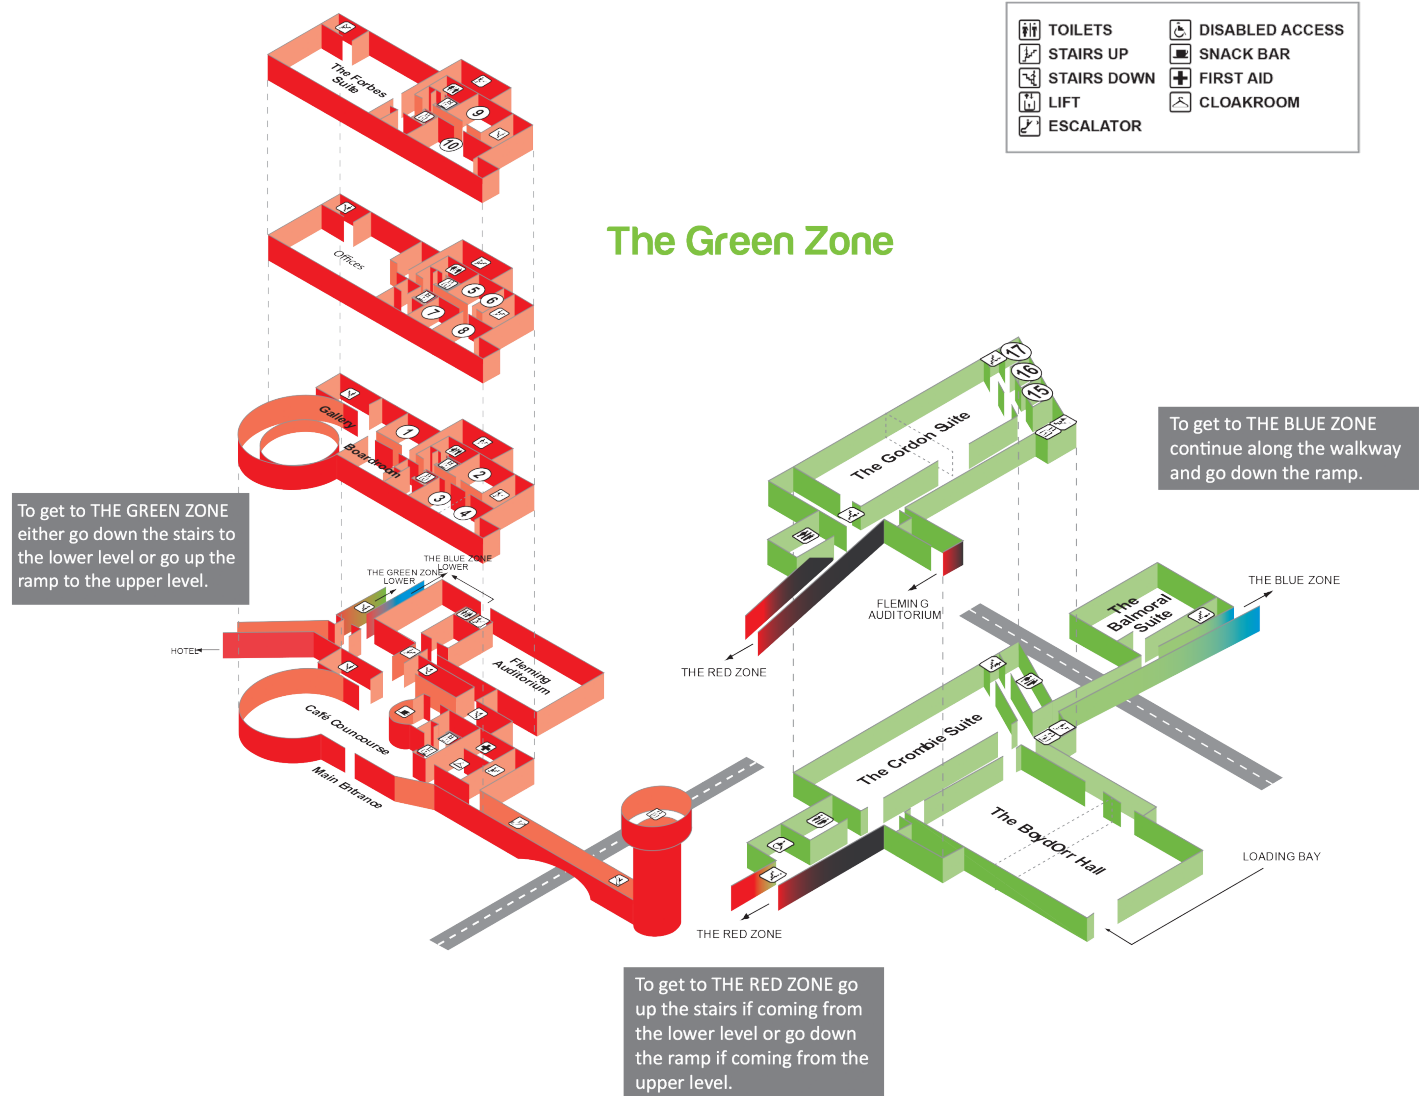 TOILETS
STAIRS UP
STAIRS DOWN
LIFT
ESCALATOR
DISABLED ACCESS
SNACK BAR
FIRST AID
CLOAKROOM
The Forbes
Suite
9
10
The Green Zone
Offices
5
6
7
8
Gallery
Boardroom
1
2
3
4
17
16
15
The Gordon Suite
To get to THE BLUE ZONE
continue along the walkway
and go down the ramp.
To get to THE GREEN ZONE
either go down the stairs to
the lower level or go up the
ramp to the upper level.
THE BLUE ZONE
LOWER
THE GREEN ZONE
LOWER
HOTEL
Fleming
Auditorium
Café Councourse
Main Entrance
FLEMING
AUDITORIUM
THE RED ZONE
The
Balmoral
Suite
THE BLUE ZONE
The Crombie Suite
The BoydOrr Hall
LOADING BAY
THE RED ZONE
To get to THE RED ZONE go
up the stairs if coming from
the lower level or go down
the ramp if coming from the
upper level.